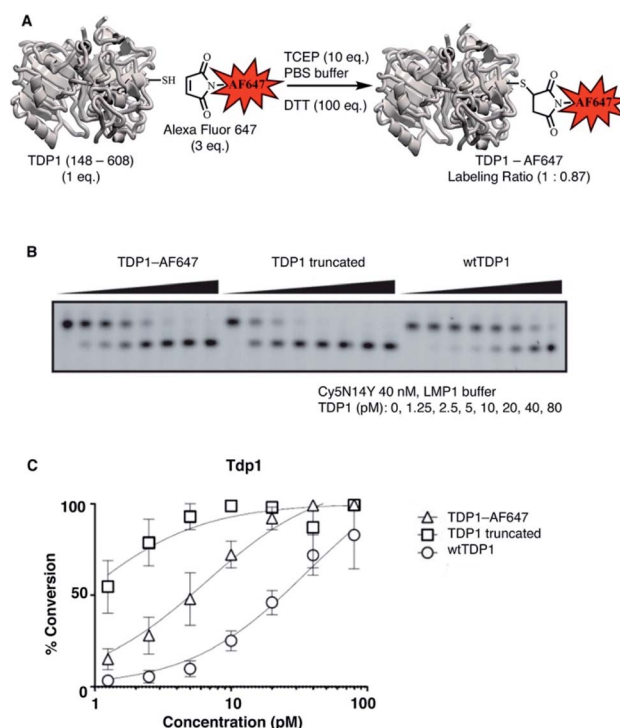 A
SH
O
N
O
AF647
TCEP (10 eq.)
PBS buffer
DTT (100 eq.)
Alexa Fluor 647
(3 eq.)
TDP1 (148 – 608)
(1 eq.)
S
O
N
O
AF647
TDP1 – AF647
Labeling Ratio (1 : 0.87)
B
TDP1–AF647 TDP1 truncated wtTDP1
Cy5N14Y 40 nM, LMP1 buffer
TDP1 (pM): 0, 1.25, 2.5, 5, 10, 20, 40, 80
C
Tdp1
% Conversion
100
50
0
1 10 100
Concentration (pM)
TDP1–AF647
TDP1 truncated
wtTDP1